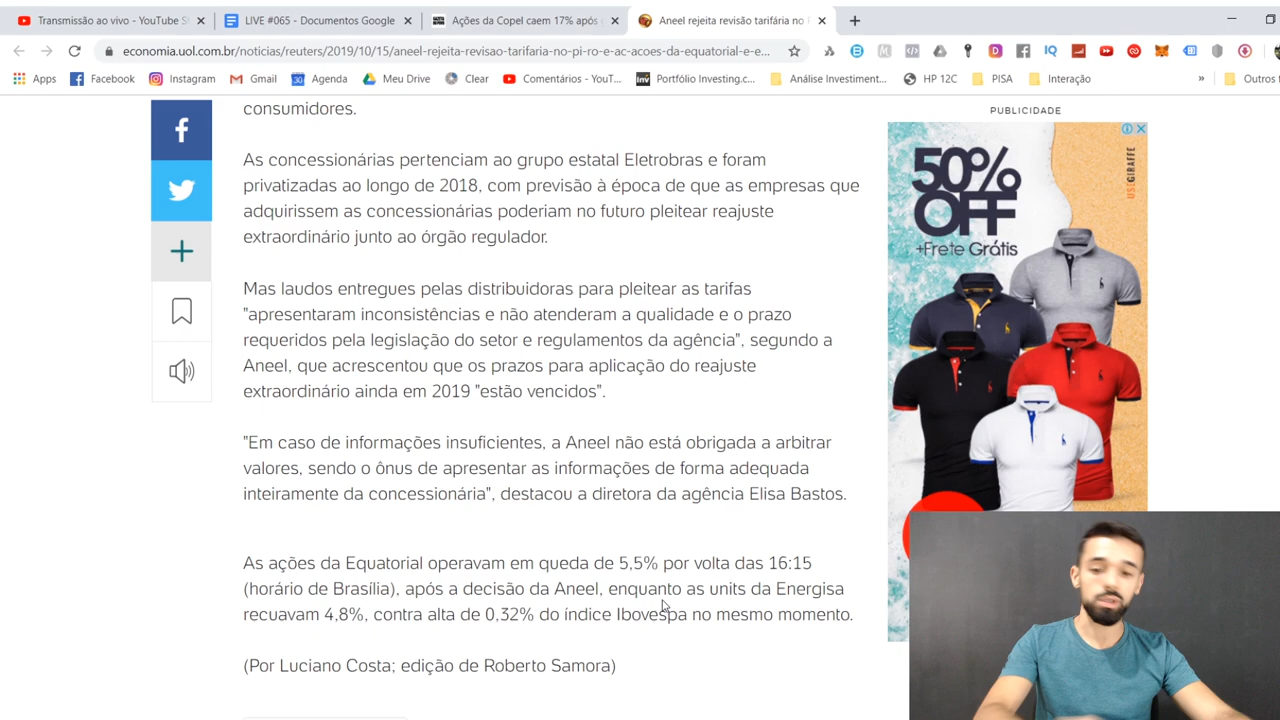 Transmissão ao vivo - YouTube S
LIVE #065 - Documentos Google
Ações da Copel caem 17% após
Aneel rejeita revisão tarifária no
economia.uol.com.br/noticias/reuters/2019/10/15/aneel-rejeita-revisao-tarifaria-no-pi-ro-e-ac-acoes-da-equatorial-e-e...
Apps
Facebook
Instagram
Gmail
Agenda
Meu Drive
Clear
Comentários - YouT...
Portfólio Investing.c...
Análise Investiment...
HP 12C
PISA
Interação
»
Outros f
consumidores.
As concessionárias pertenciam ao grupo estatal Eletrobras e foram
privatizadas ao longo de 2018, com previsão à época de que as empresas que
adquirissem as concessionárias poderiam no futuro pleitear reajuste
extraordinário junto ao órgão regulador.
Mas laudos entregues pelas distribuidoras para pleitear as tarifas
"apresentaram inconsistências e não atenderam a qualidade e o prazo
requeridos pela legislação do setor e regulamentos da agência", segundo a
Aneel, que acrescentou que os prazos para aplicação do reajuste
extraordinário ainda em 2019 "estão vencidos".
"Em caso de informações insuficientes, a Aneel não está obrigada a arbitrar
valores, sendo o ônus de apresentar as informações de forma adequada
inteiramente da concessionária", destacou a diretora da agência Elisa Bastos.
As ações da Equatorial operavam em queda de 5,5% por volta das 16:15
(horário de Brasília), após a decisão da Aneel, enquanto as units da Energisa
recuavam 4,8%, contra alta de 0,32% do índice Ibovespa no mesmo momento.
(Por Luciano Costa; edição de Roberto Samora)
PUBLICIDADE
50%
OFF
+Frete Grátis
USEGIRAFFE